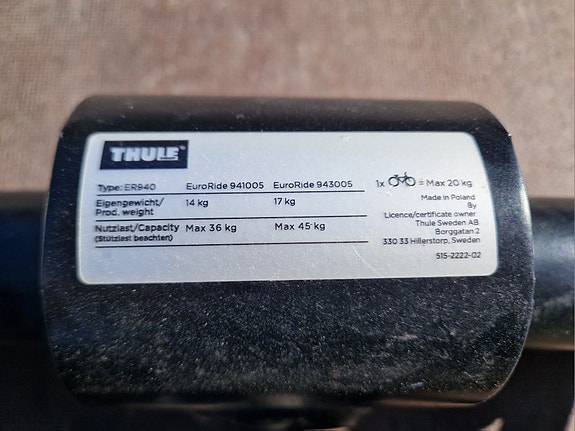 THULE
Type: ER940 EuroRide 941005 EuroRide 943005
Eigengewicht/ 14 kg 17 kg
Prod. weight
Nutzlast/Capacity Max 36 kg Max 45 kg
(Stützlast beachten)
1x = Max 20 kg
Made in Poland
By
Licence/certificate owner
Thule Sweden AB
Borggatan 2
330 33 Hillerstorp, Sweden
515-2222-02